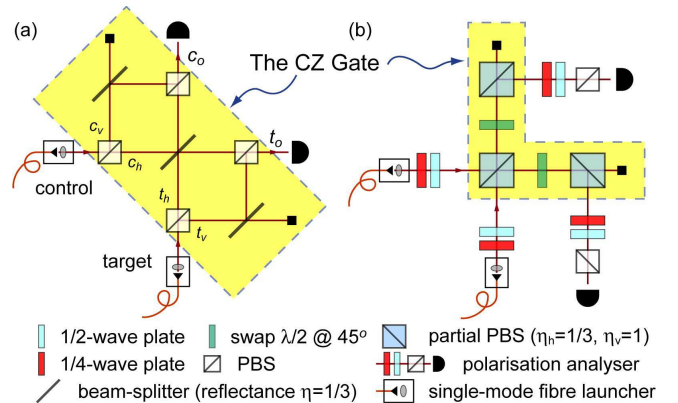 (a)
(b)
The CZ Gate
c_o
t_o
c_v
c_h
t_h
t_v
control
target
1/2-wave plate
swap λ/2 @ 45º
partial PBS (η_h=1/3, η_v=1)
1/4-wave plate
PBS
polarisation analyser
beam-splitter (reflectance η=1/3)
single-mode fibre launcher